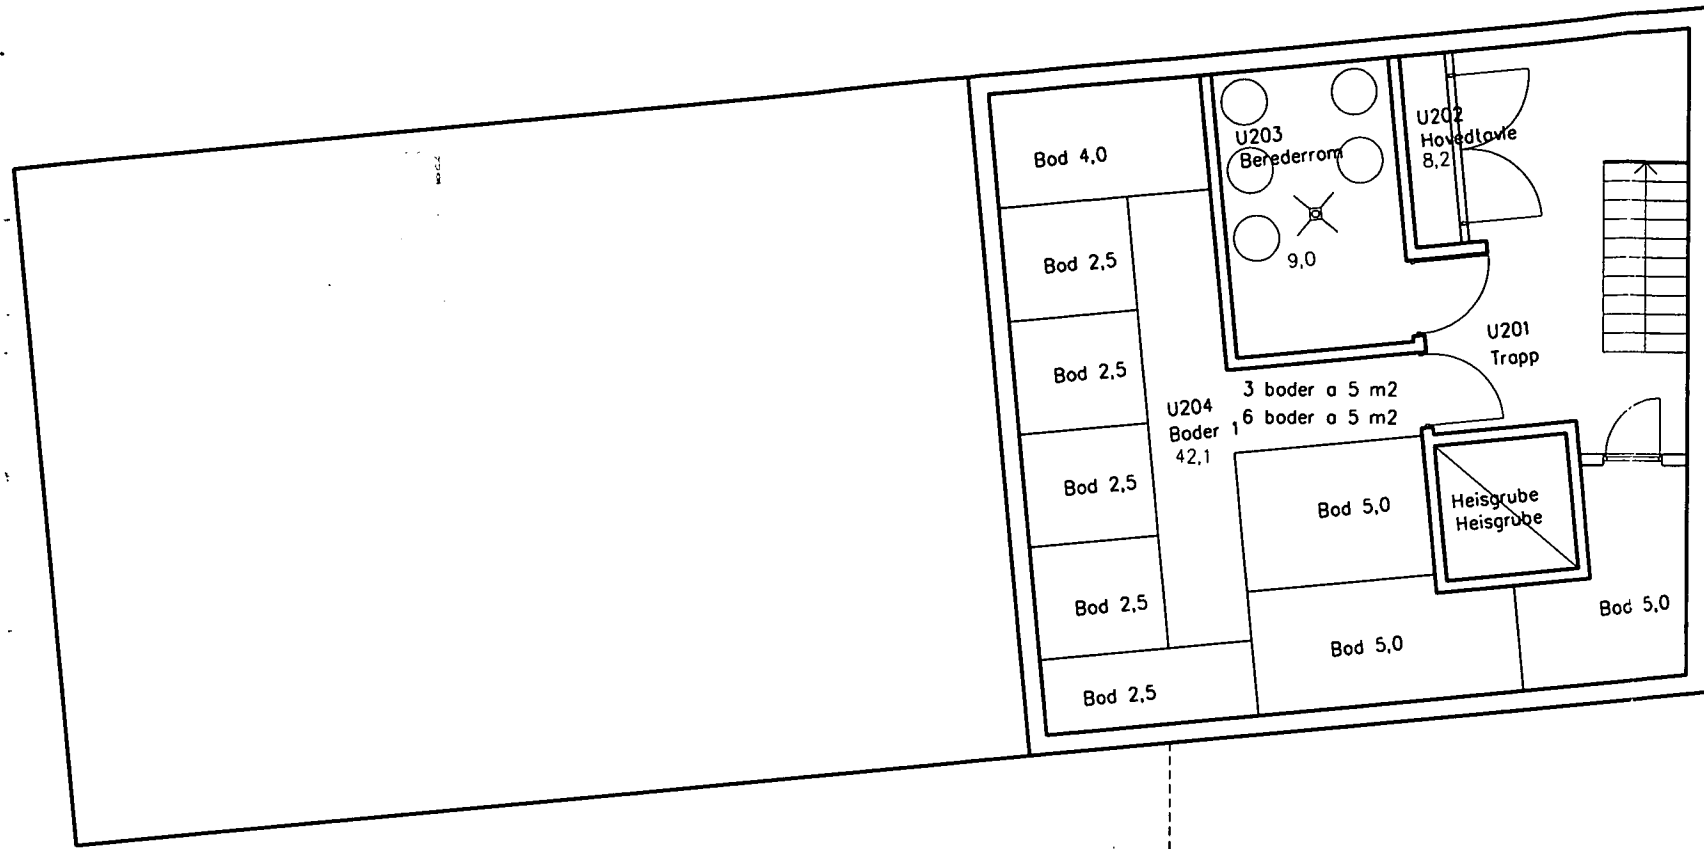 U203
Berederrom
9,0
U202
Hovedtavle
8,2
Bod 4,0
Bod 2,5
Bod 2,5
Bod 2,5
Bod 2,5
Bod 2,5
U201
Trapp
3 boder a 5 m2
6 boder a 5 m2
U204
Boder 1
42,1
Bod 5,0
Heisgrube
Heisgrube
Bod 5,0
Bod 5,0